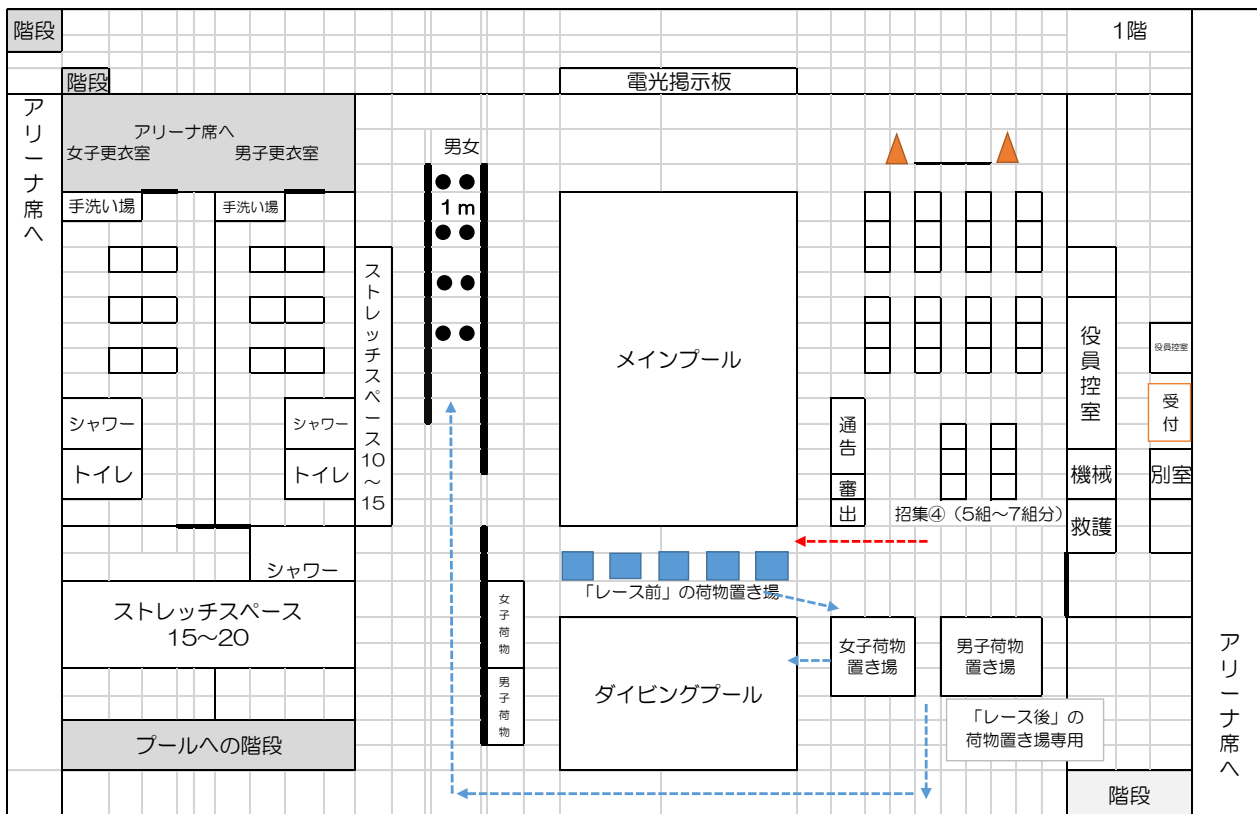 階段
1階
階段
電光掲示板
アリーナ席へ
アリーナ席へ
女子更衣室
男子更衣室
男女
手洗い場
手洗い場
1m
ストレッチスペース10～15
メインプール
役員控室
役員控室
受付
シャワー
シャワー
通告
トイレ
トイレ
機械
別室
審
出
招集④（5組～7組分）
救護
シャワー
「レース前」の荷物置き場
ストレッチスペース
15～20
女子荷物
女子荷物
置き場
男子荷物
置き場
アリーナ席へ
男子荷物
ダイビングプール
「レース後」の
荷物置き場専用
プールへの階段
階段